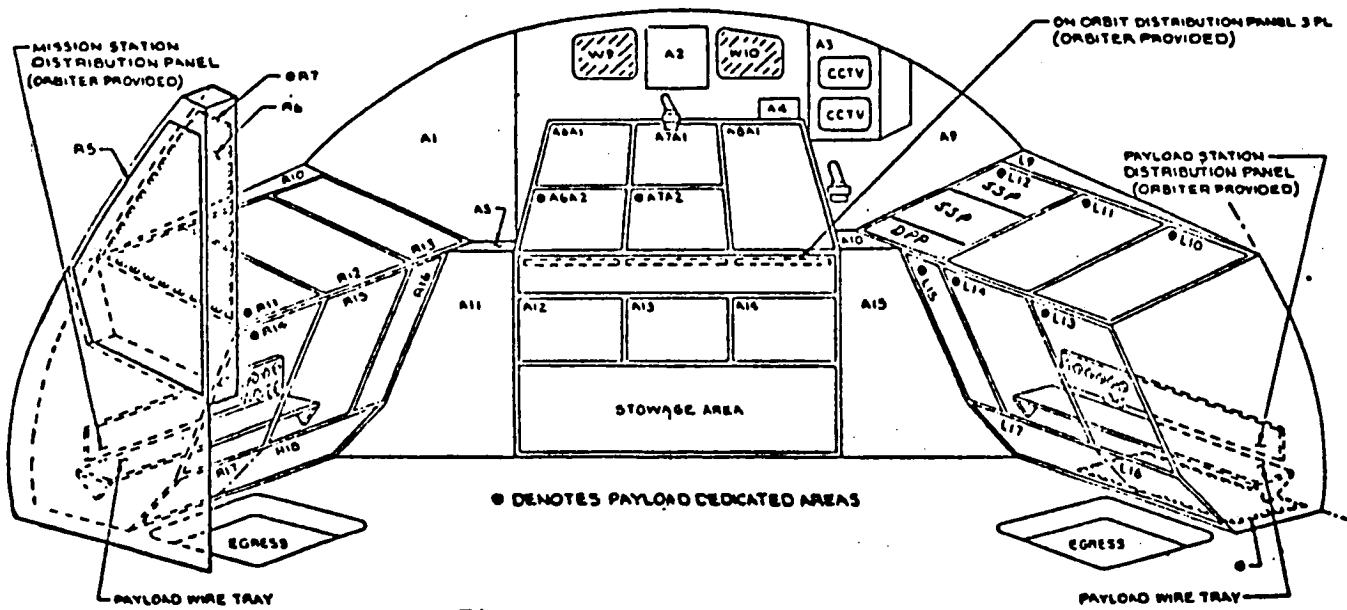 MISSION STATION
DISTRIBUTION PANEL
(ORBITER PROVIDED)
ON ORBIT DISTRIBUTION PANEL 3 PL
(ORBITER PROVIDED)
W9
A2
W10
A3
CCTV
CCTV
A4
●R7
R6
R5
A1
A6A1
A7A1
A8A1
A9
L9
PAYLOAD STATION
DISTRIBUTION PANEL
(ORBITER PROVIDED)
R10
●L12
SSP
●L11
A5
●A6A2
●A7A2
SSP
●L10
R13
A10
DPP
R12
R16
●L15
●L14
●R11
R15
●R14
A11
A12
A13
A14
A15
●L13
STOWAGE AREA
R18
L17
R17
L16
● DENOTES PAYLOAD DEDICATED AREAS
EGRESS
EGRESS
●
PAYLOAD WIRE TRAY
PAYLOAD WIRE TRAY